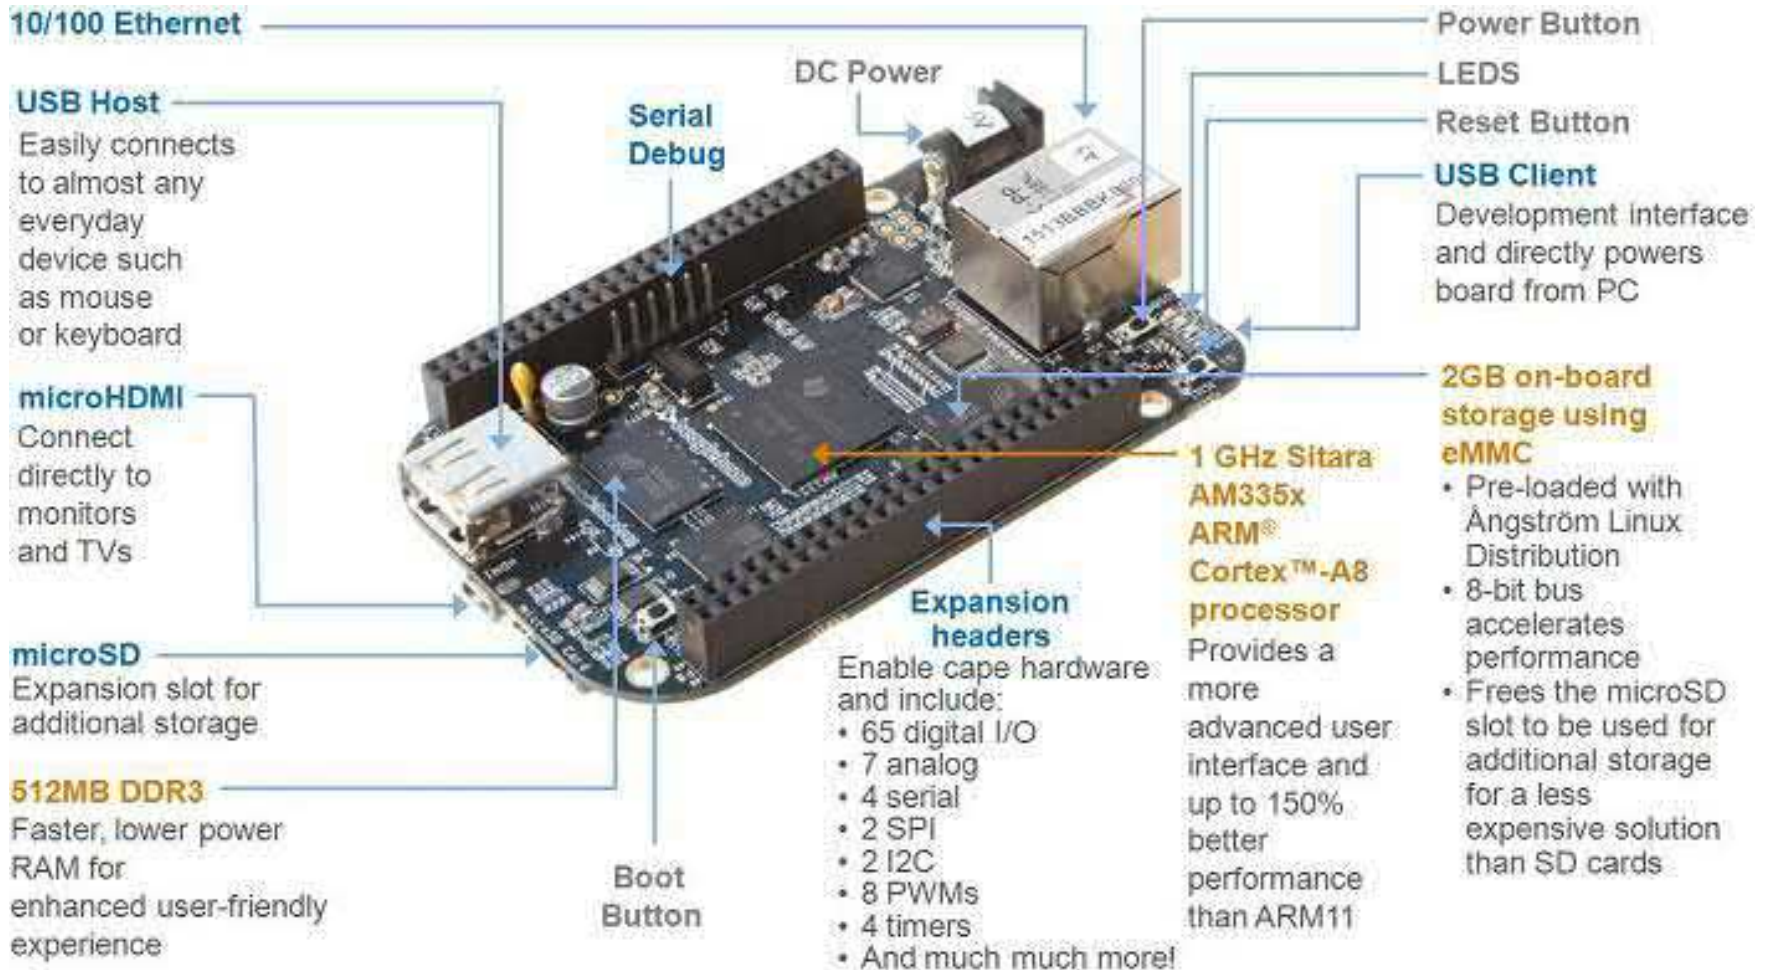 10/100 Ethernet
USB Host
Easily connects
to almost any
everyday
device such
as mouse
or keyboard
microHDMI
Connect
directly to
monitors
and TVs
microSD
Expansion slot for
additional storage
512MB DDR3
Faster, lower power
RAM for
enhanced user-friendly
experience
Serial
Debug
DC Power
Boot
Button
Expansion
headers
Enable cape hardware
and include:
• 65 digital I/O
• 7 analog
• 4 serial
• 2 SPI
• 2 I2C
• 8 PWMs
• 4 timers
• And much much more!
1 GHz Sitara
AM335x
ARM®
Cortex™-A8
processor
Provides a
more
advanced user
interface and
up to 150%
better
performance
than ARM11
Power Button
LEDS
Reset Button
USB Client
Development interface
and directly powers
board from PC
2GB on-board
storage using
eMMC
• Pre-loaded with
Ångström Linux
Distribution
• 8-bit bus
accelerates
performance
• Frees the microSD
slot to be used for
additional storage
for a less
expensive solution
than SD cards